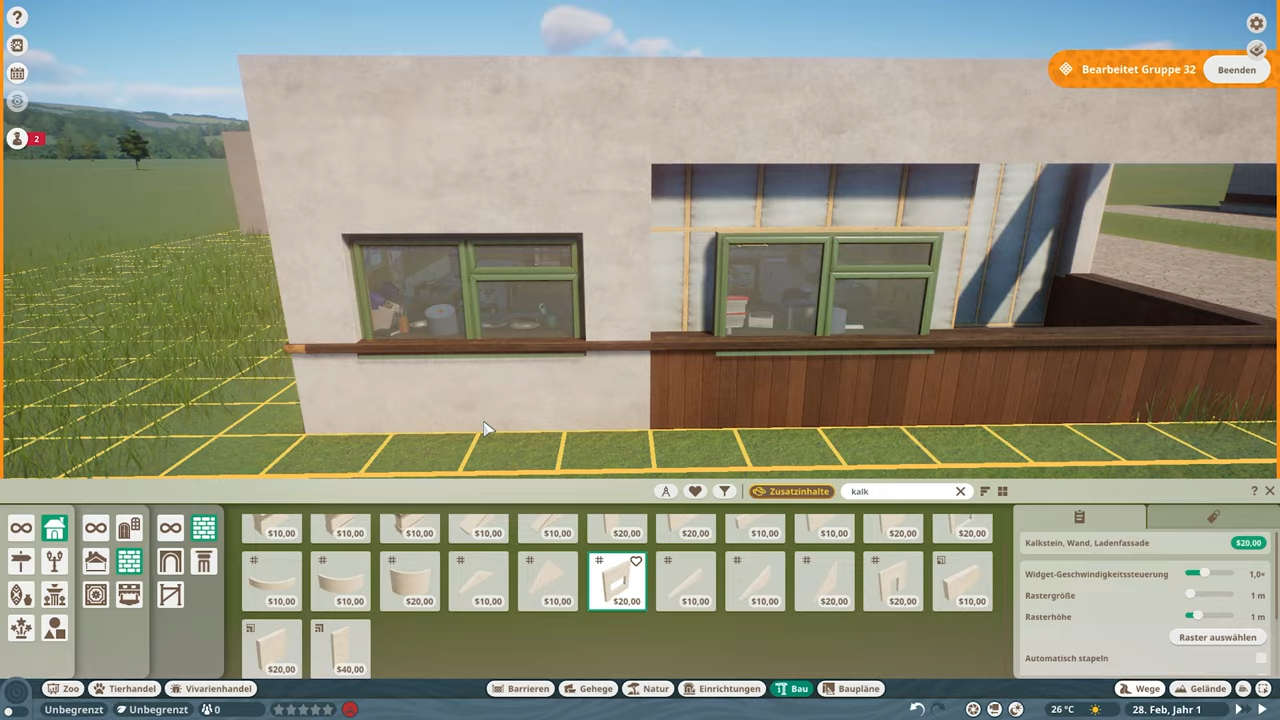 ?
Bearbeitet Gruppe 32 Beenden
2
Zusatzinhalte kalk ? 
$10,00 $10,00 $10,00 $10,00 $10,00 $20,00 $20,00 $10,00 $10,00 $10,00 $20,00
$10,00 $10,00 $20,00 $10,00 $10,00 $20,00 $10,00 $10,00 $20,00 $20,00 $10,00
$20,00 $40,00
Kalkstein, Wand, Ladenfassade $20,00
Widget-Geschwindigkeitssteuerung 1,0×
Rastergröße 1 m
Rasterhöhe 1 m
Raster auswählen
Automatisch stapeln
Zoo Tierhandel Vivarienhandel Barrieren Gehege Natur Einrichtungen Bau Baupläne Wege Gelände
Unbegrenzt Unbegrenzt 0 26 °C 28. Feb, Jahr 1